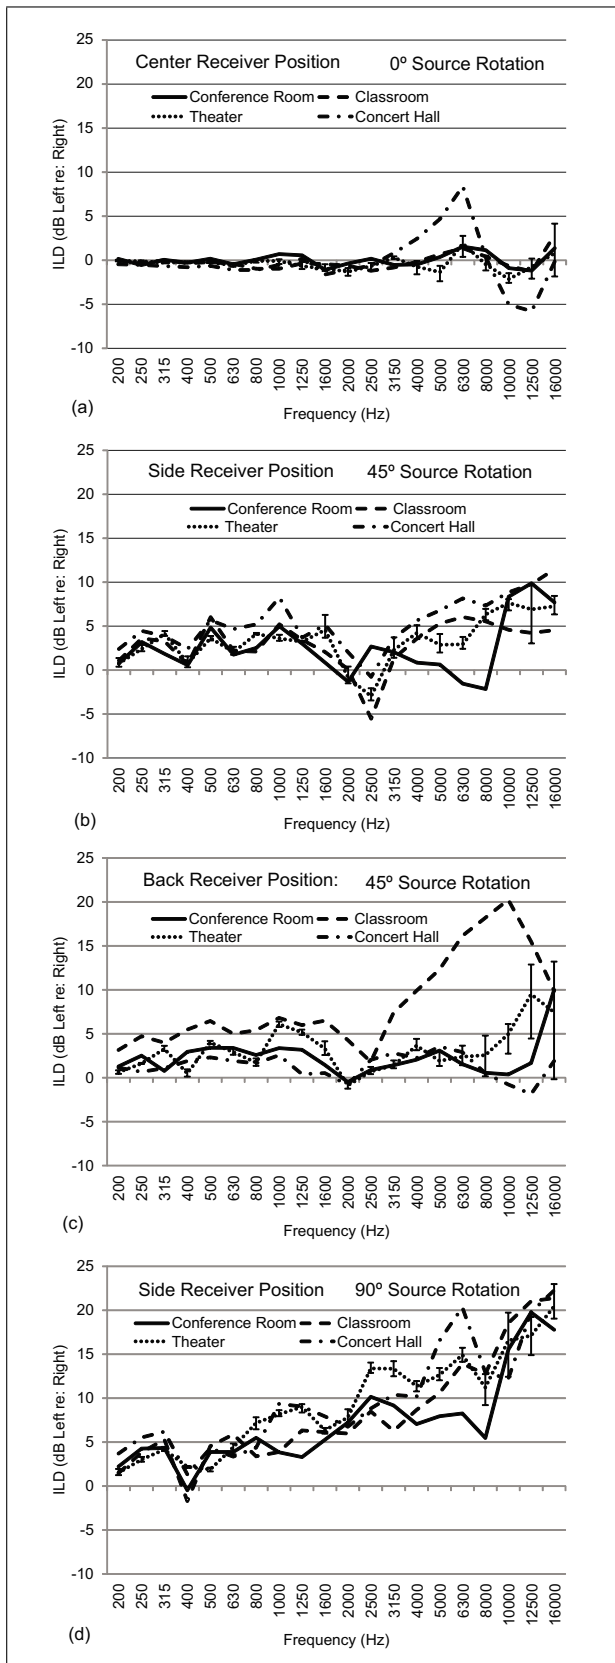 25
Center Receiver Position 0º Source Rotation
20
Conference Room Classroom
Theater Concert Hall
15
10
5
0
-5
-10
ILD (dB Left re: Right)
200 250 315 400 500 630 800 1000 1250 1600 2000 2500 3150 4000 5000 6300 8000 10000 12500 16000
(a)
Frequency (Hz)
25
Side Receiver Position 45º Source Rotation
20
Conference Room Classroom
Theater Concert Hall
15
10
5
0
-5
-10
ILD (dB Left re: Right)
200 250 315 400 500 630 800 1000 1250 1600 2000 2500 3150 4000 5000 6300 8000 10000 12500 16000
(b)
Frequency (Hz)
25
Back Receiver Position: 45º Source Rotation
20
Conference Room Classroom
Theater Concert Hall
15
10
5
0
-5
-10
ILD (dB Left re: Right)
200 250 315 400 500 630 800 1000 1250 1600 2000 2500 3150 4000 5000 6300 8000 10000 12500 16000
(c)
Frequency (Hz)
25
Side Receiver Position 90º Source Rotation
20
Conference Room Classroom
Theater Concert Hall
15
10
5
0
-5
-10
ILD (dB Left re: Right)
200 250 315 400 500 630 800 1000 1250 1600 2000 2500 3150 4000 5000 6300 8000 10000 12500 16000
(d)
Frequency (Hz)